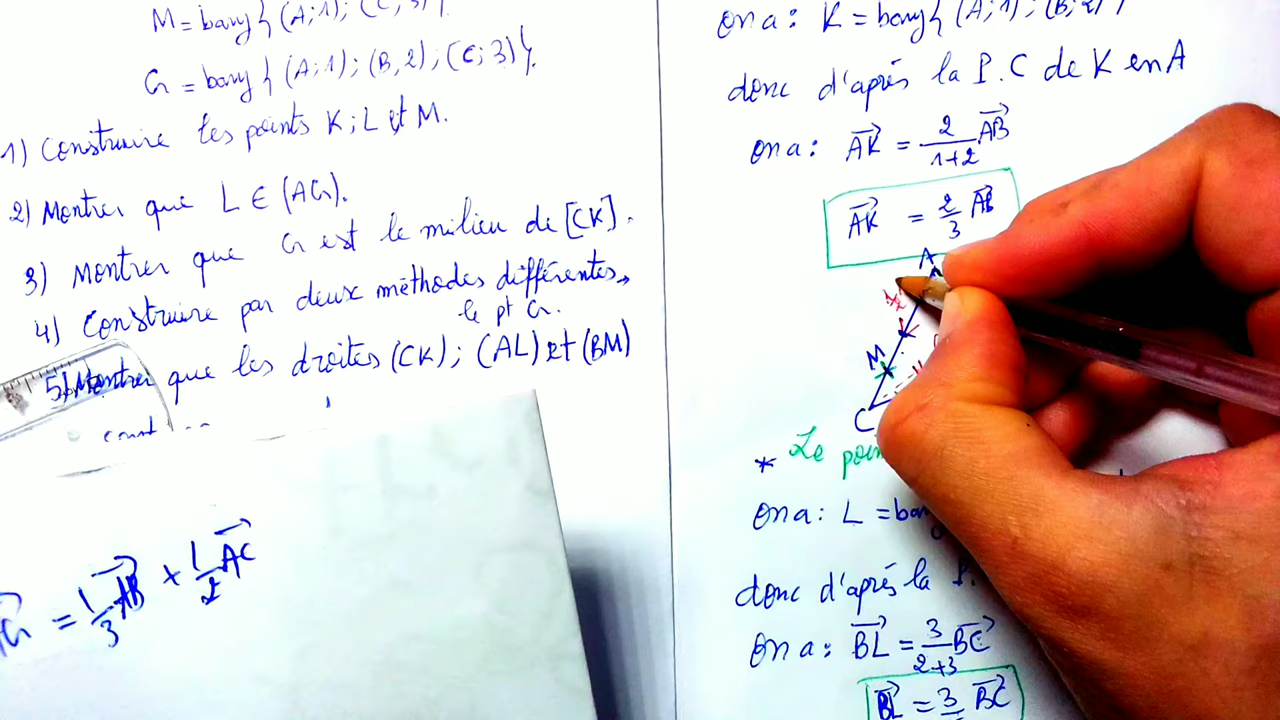 M = bary { (A;1); (C;3) }.
G = bary { (A;1); (B,2); (C;3) }.
1) Construire les points K; L et M.
2) Montrer que L ∈ (AG).
3) Montrer que G est le milieu de [CK].
4) Construire par deux méthodes différentes,
le pt G.
5) Montrer que les droites (CK); (AL) et (BM)
G = 1/3 AB + 1/2 AC
on a: K = bary { (A;1); (B;2) }
donc d'après la P.C de K en A
on a: AK = 2/1+2 AB
AK = 2/3 AB
A
1/2
M
C
* Le poin
on a: L = bar
donc d'après la P.
on a: BL = 3/2+3 BC
BL = 3/ BC